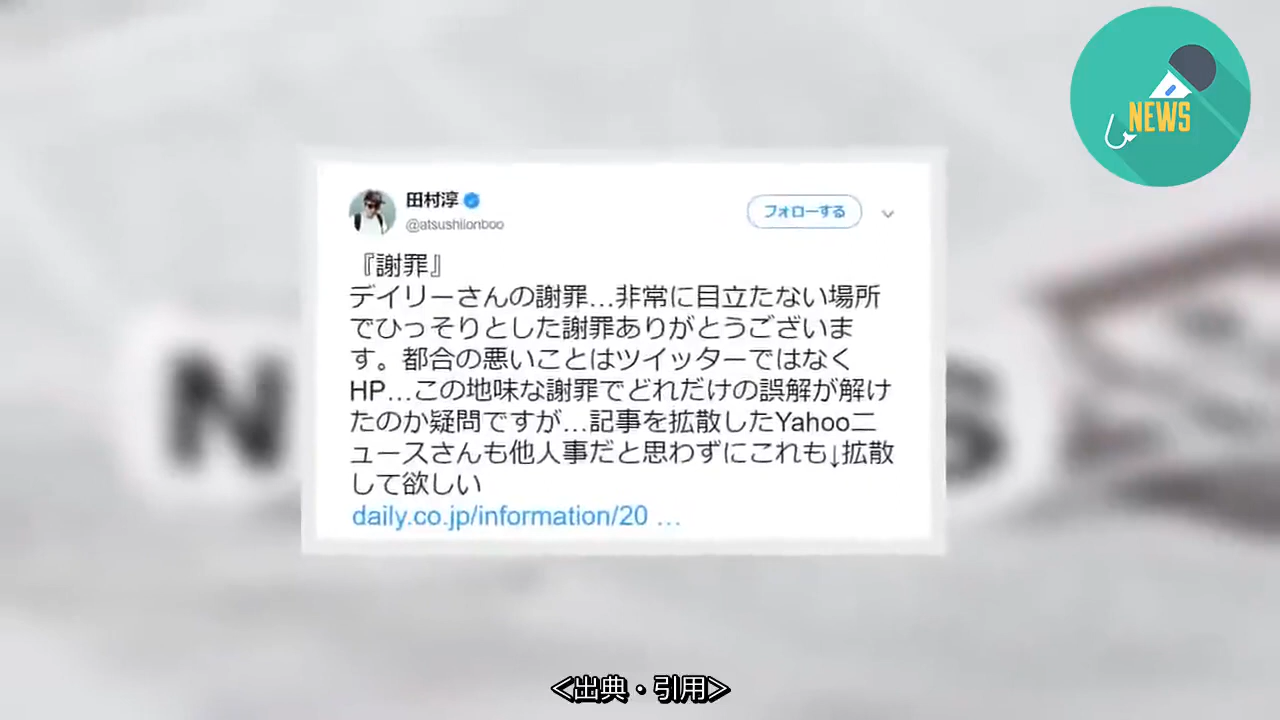 NEWS
田村淳
@atsushilonboo
フォローする
『謝罪』
デイリーさんの謝罪…非常に目立たない場所
でひっそりとした謝罪ありがとうございま
す。都合の悪いことはツイッターではなく
HP…この地味な謝罪でどれだけの誤解が解け
たのか疑問ですが…記事を拡散したYahooニ
ュースさんも他人事だと思わずにこれも↓拡散
して欲しい
daily.co.jp/information/20 …
<出典・引用>